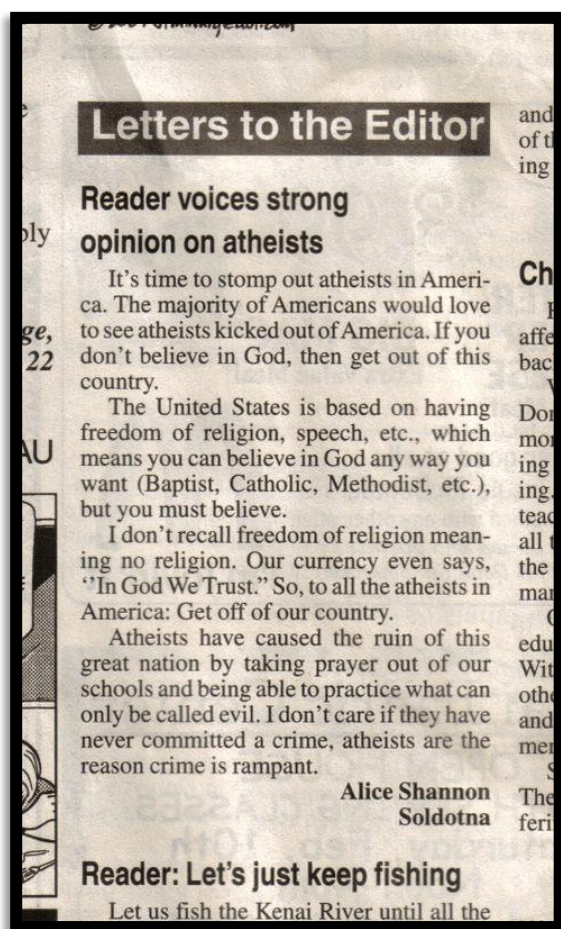 Letters to the Editor
Reader voices strong
opinion on atheists
It's time to stomp out atheists in Ameri-
ca. The majority of Americans would love
to see atheists kicked out of America. If you
don't believe in God, then get out of this
country.
The United States is based on having
freedom of religion, speech, etc., which
means you can believe in God any way you
want (Baptist, Catholic, Methodist, etc.),
but you must believe.
I don't recall freedom of religion mean-
ing no religion. Our currency even says,
"In God We Trust." So, to all the atheists in
America: Get off of our country.
Atheists have caused the ruin of this
great nation by taking prayer out of our
schools and being able to practice what can
only be called evil. I don't care if they have
never committed a crime, atheists are the
reason crime is rampant.
Alice Shannon
Soldotna
Reader: Let's just keep fishing
Let us fish the Kenai River until all the
22
and
ing
ing
ing.
the
and
The